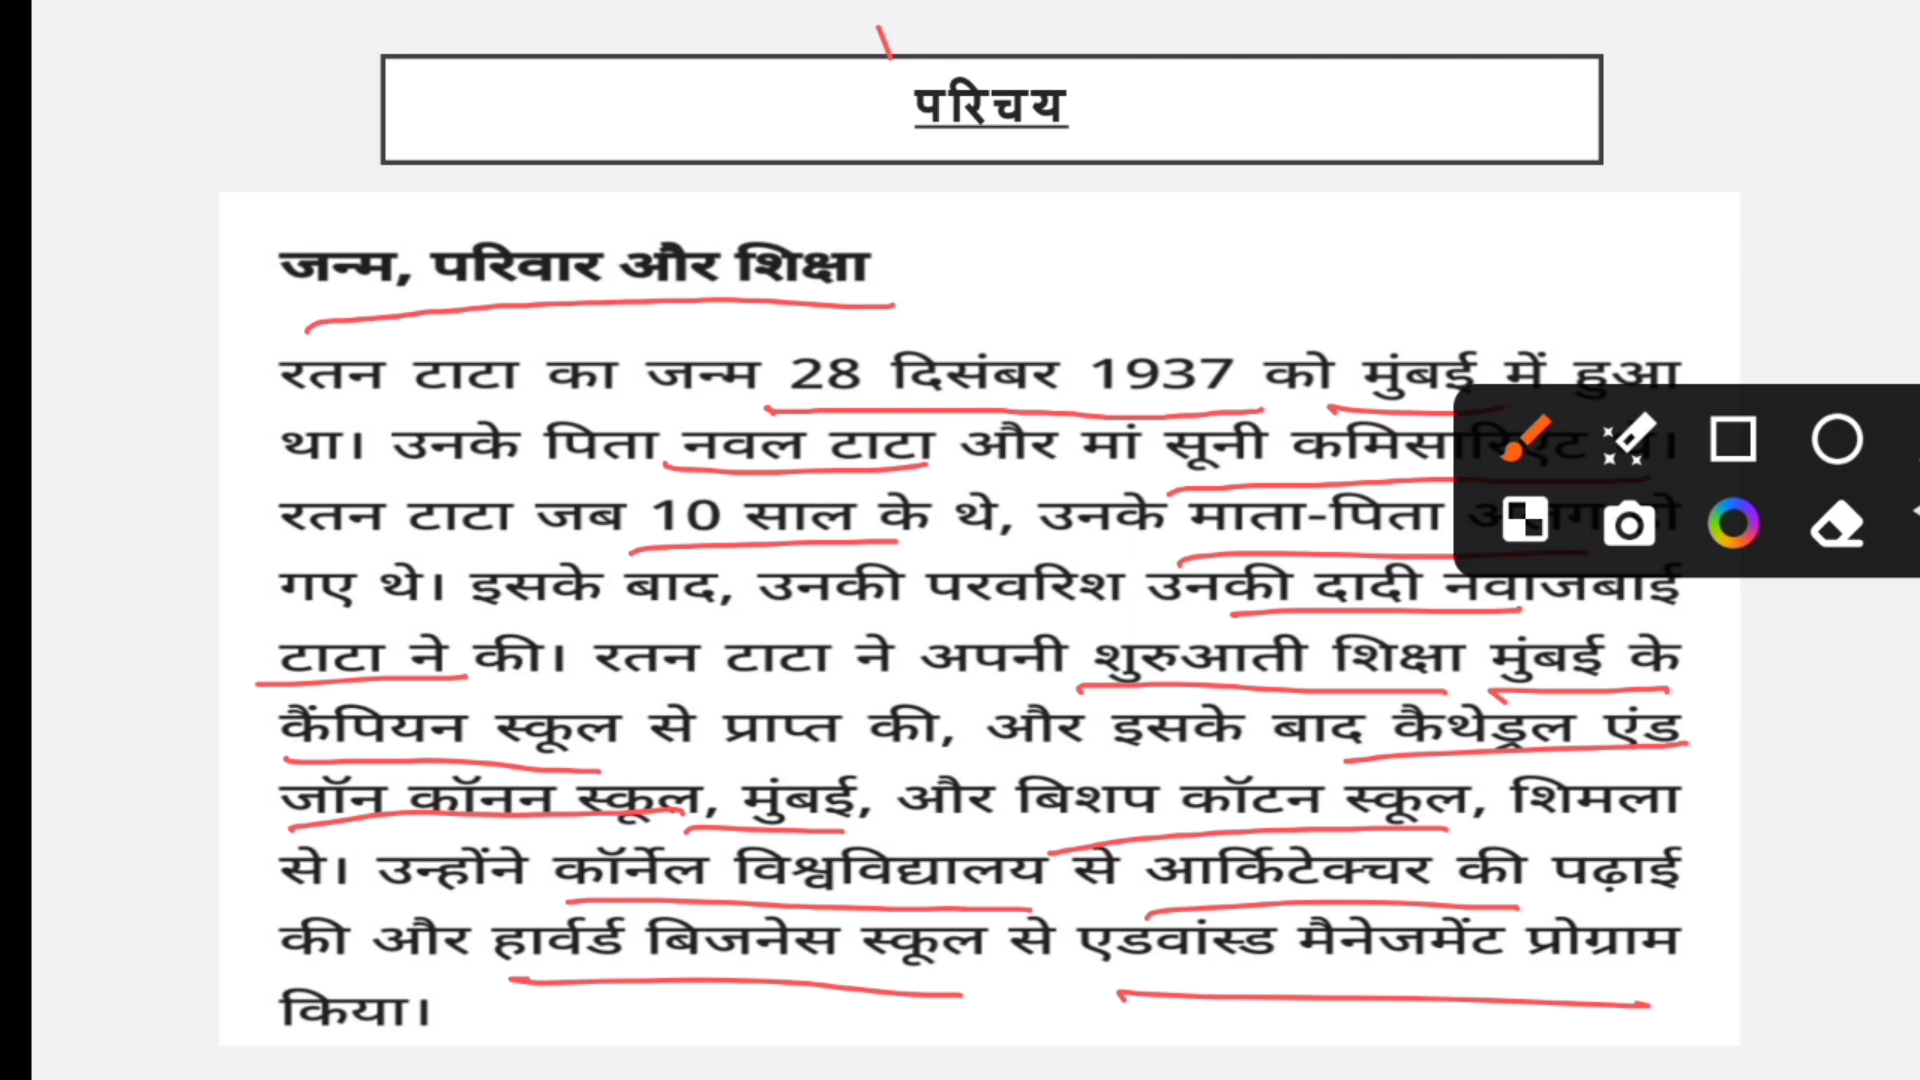 परिचय
जन्म, परिवार और शिक्षा
रतन टाटा का जन्म 28 दिसंबर 1937 को मुंबई में हुआ
था। उनके पिता नवल टाटा और मां सूनी कमिसारिएट थे।
रतन टाटा जब 10 साल के थे, उनके माता-पिता अलग हो
गए थे। इसके बाद, उनकी परवरिश उनकी दादी नवाजबाई
टाटा ने की। रतन टाटा ने अपनी शुरुआती शिक्षा मुंबई के
कैंपियन स्कूल से प्राप्त की, और इसके बाद कैथेड्रल एंड
जॉन कॉनन स्कूल, मुंबई, और बिशप कॉटन स्कूल, शिमला
से। उन्होंने कॉर्नेल विश्वविद्यालय से आर्किटेक्चर की पढ़ाई
की और हार्वर्ड बिजनेस स्कूल से एडवांस्ड मैनेजमेंट प्रोग्राम
किया।